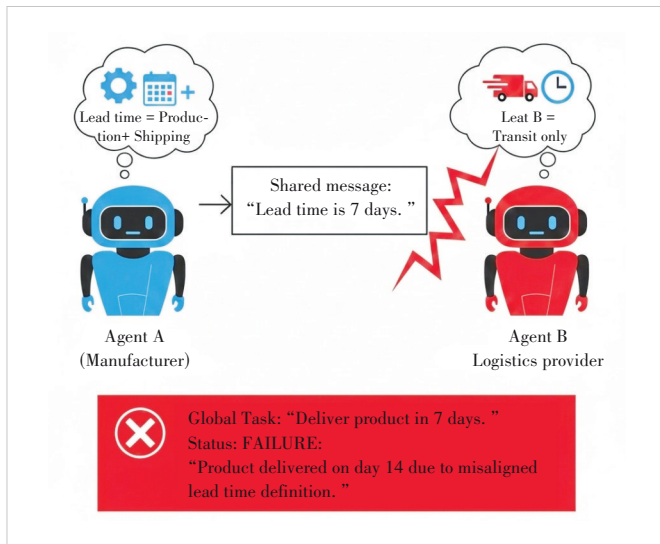 Lead time = Produc-
tion+ Shipping
Leat B =
Transit only
Shared message:
“Lead time is 7 days. ”
Agent A
(Manufacturer)
Agent B
Logistics provider
Global Task: “Deliver product in 7 days. ”
Status: FAILURE:
“Product delivered on day 14 due to misaligned
lead time definition. ”